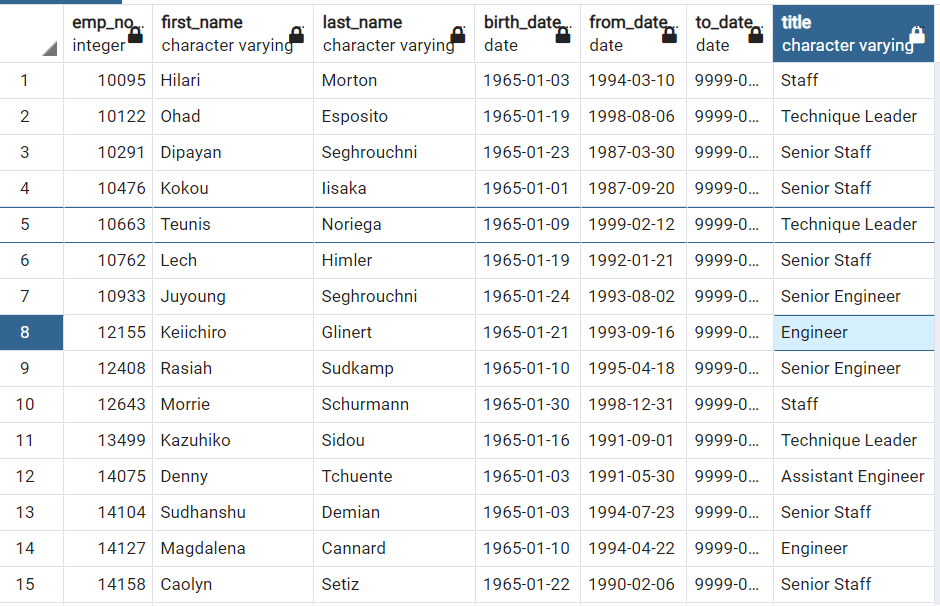 emp_no... first_name last_name birth_date... from_date... to_date... title
integer character varying character varying date date date character varying
1 10095 Hilari Morton 1965-01-03 1994-03-10 9999-0... Staff
2 10122 Ohad Esposito 1965-01-19 1998-08-06 9999-0... Technique Leader
3 10291 Dipayan Seghrouchni 1965-01-23 1987-03-30 9999-0... Senior Staff
4 10476 Kokou Iisaka 1965-01-01 1987-09-20 9999-0... Senior Staff
5 10663 Teunis Noriega 1965-01-09 1999-02-12 9999-0... Technique Leader
6 10762 Lech Himler 1965-01-19 1992-01-21 9999-0... Senior Staff
7 10933 Juyoung Seghrouchni 1965-01-24 1993-08-02 9999-0... Senior Engineer
8 12155 Keiichiro Glinert 1965-01-21 1993-09-16 9999-0... Engineer
9 12408 Rasiah Sudkamp 1965-01-10 1995-04-18 9999-0... Senior Engineer
10 12643 Morrie Schurmann 1965-01-30 1998-12-31 9999-0... Staff
11 13499 Kazuhiko Sidou 1965-01-16 1991-09-01 9999-0... Technique Leader
12 14075 Denny Tchuente 1965-01-03 1991-05-30 9999-0... Assistant Engineer
13 14104 Sudhanshu Demian 1965-01-03 1994-07-23 9999-0... Senior Staff
14 14127 Magdalena Cannard 1965-01-10 1994-04-22 9999-0... Engineer
15 14158 Caolyn Setiz 1965-01-22 1990-02-06 9999-0... Senior Staff